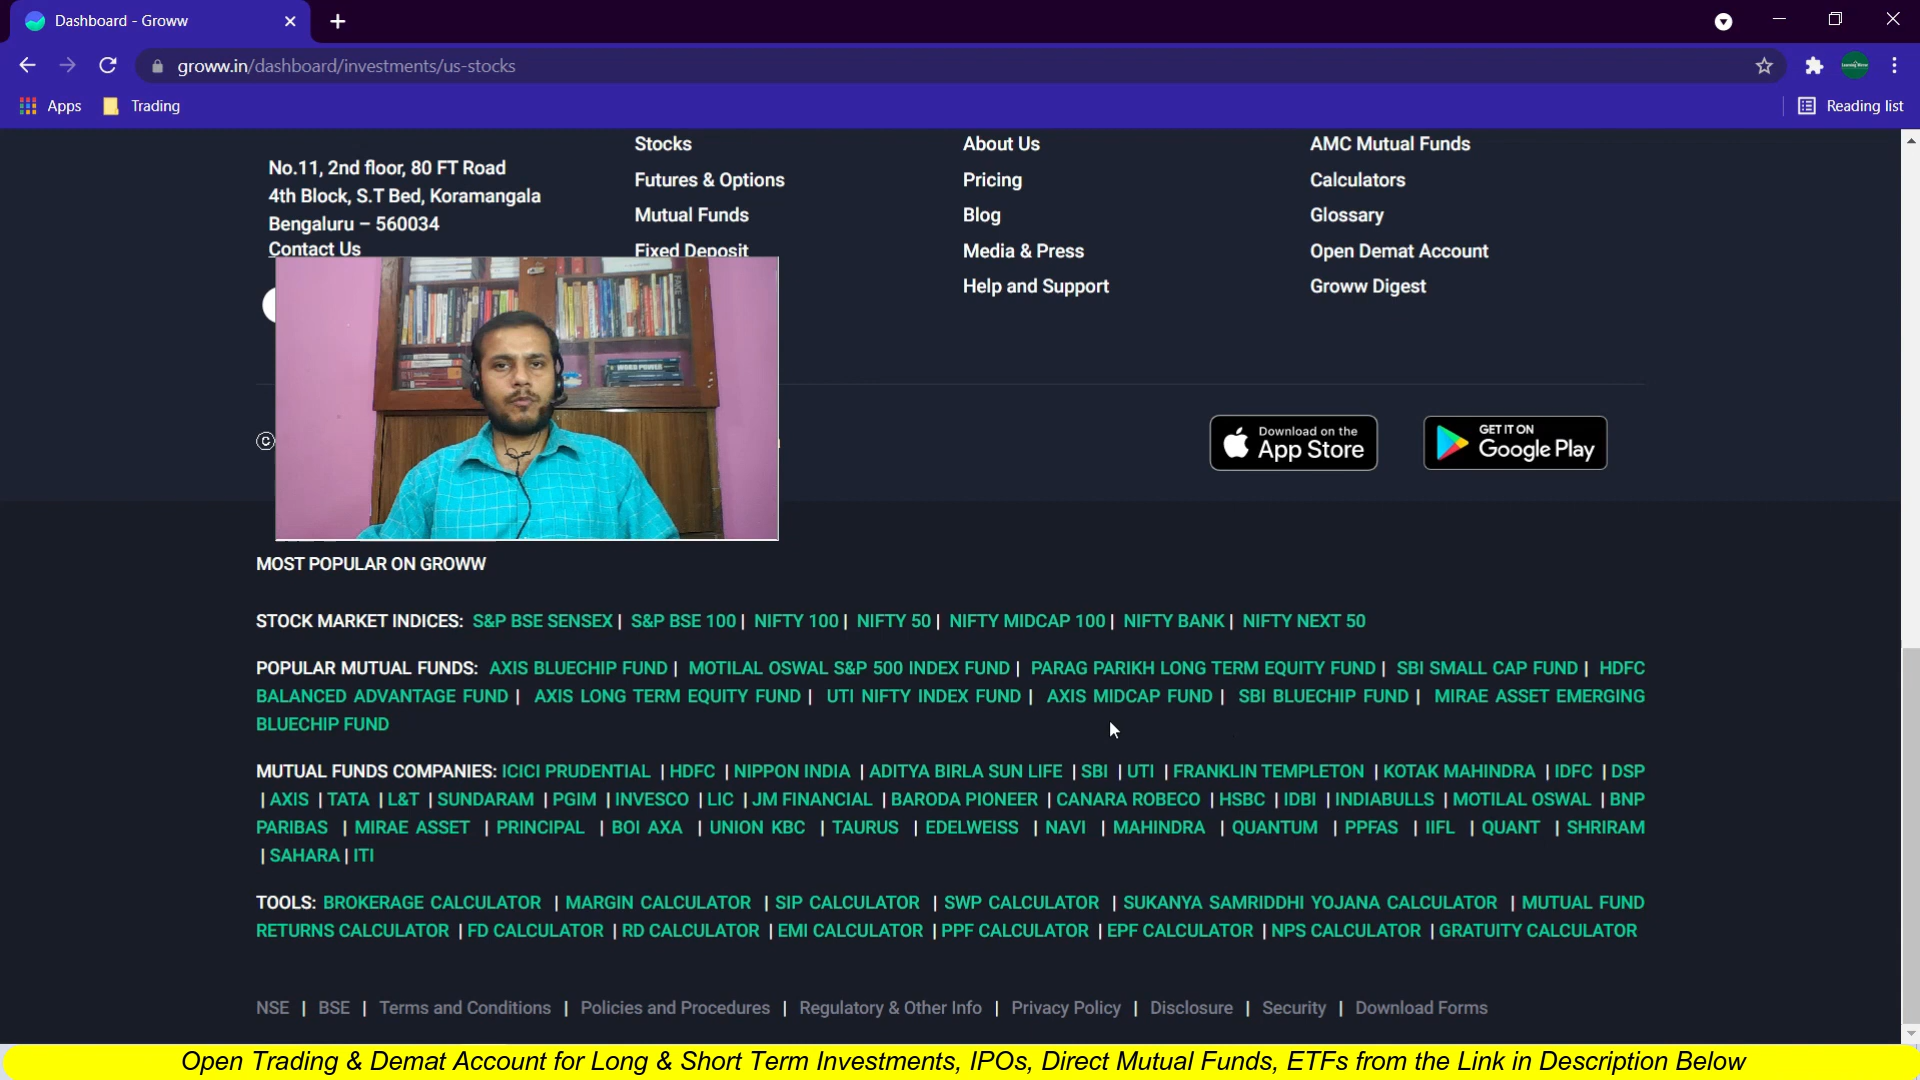 Dashboard - Groww
groww.in/dashboard/investments/us-stocks
Apps
Trading
Reading list
No.11, 2nd floor, 80 FT Road
4th Block, S.T Bed, Koramangala
Bengaluru – 560034
Contact Us
Stocks
Futures & Options
Mutual Funds
Fixed Deposit
About Us
Pricing
Blog
Media & Press
Help and Support
AMC Mutual Funds
Calculators
Glossary
Open Demat Account
Groww Digest
WORD POWER
©
Download on the
App Store
GET IT ON
Google Play
MOST POPULAR ON GROWW
STOCK MARKET INDICES: S&P BSE SENSEX | S&P BSE 100 | NIFTY 100 | NIFTY 50 | NIFTY MIDCAP 100 | NIFTY BANK | NIFTY NEXT 50
POPULAR MUTUAL FUNDS: AXIS BLUECHIP FUND | MOTILAL OSWAL S&P 500 INDEX FUND | PARAG PARIKH LONG TERM EQUITY FUND | SBI SMALL CAP FUND | HDFC
BALANCED ADVANTAGE FUND | AXIS LONG TERM EQUITY FUND | UTI NIFTY INDEX FUND | AXIS MIDCAP FUND | SBI BLUECHIP FUND | MIRAE ASSET EMERGING
BLUECHIP FUND
MUTUAL FUNDS COMPANIES: ICICI PRUDENTIAL | HDFC | NIPPON INDIA | ADITYA BIRLA SUN LIFE | SBI | UTI | FRANKLIN TEMPLETON | KOTAK MAHINDRA | IDFC | DSP
| AXIS | TATA | L&T | SUNDARAM | PGIM | INVESCO | LIC | JM FINANCIAL | BARODA PIONEER | CANARA ROBECO | HSBC | IDBI | INDIABULLS | MOTILAL OSWAL | BNP
PARIBAS | MIRAE ASSET | PRINCIPAL | BOI AXA | UNION KBC | TAURUS | EDELWEISS | NAVI | MAHINDRA | QUANTUM | PPFAS | IIFL | QUANT | SHRIRAM
| SAHARA | ITI
TOOLS: BROKERAGE CALCULATOR | MARGIN CALCULATOR | SIP CALCULATOR | SWP CALCULATOR | SUKANYA SAMRIDDHI YOJANA CALCULATOR | MUTUAL FUND
RETURNS CALCULATOR | FD CALCULATOR | RD CALCULATOR | EMI CALCULATOR | PPF CALCULATOR | EPF CALCULATOR | NPS CALCULATOR | GRATUITY CALCULATOR
NSE | BSE | Terms and Conditions | Policies and Procedures | Regulatory & Other Info | Privacy Policy | Disclosure | Security | Download Forms
Open Trading & Demat Account for Long & Short Term Investments, IPOs, Direct Mutual Funds, ETFs from the Link in Description Below